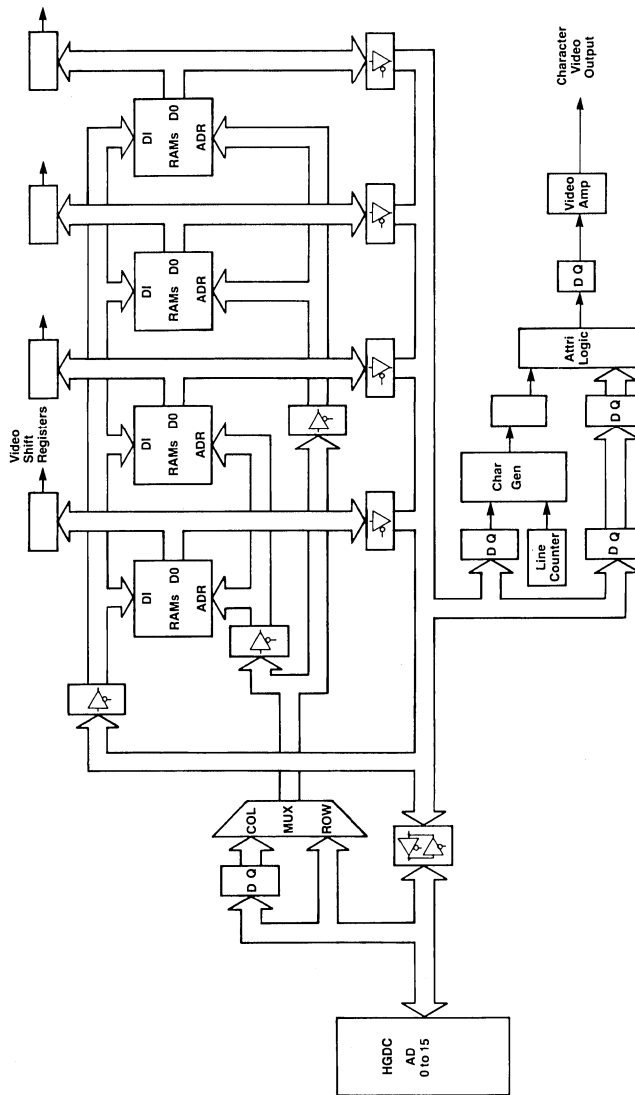 Video
Shift
Registers
DI
RAMs D0
ADR
DI
RAMs D0
ADR
DI
RAMs D0
ADR
DI
RAMs D0
ADR
COL
MUX
ROW
D Q
HGDC
AD
0 to 15
D Q
Line
Counter
Char
Gen
D Q
D Q
Attri
Logic
D Q
Video
Amp
Character
Video
Output